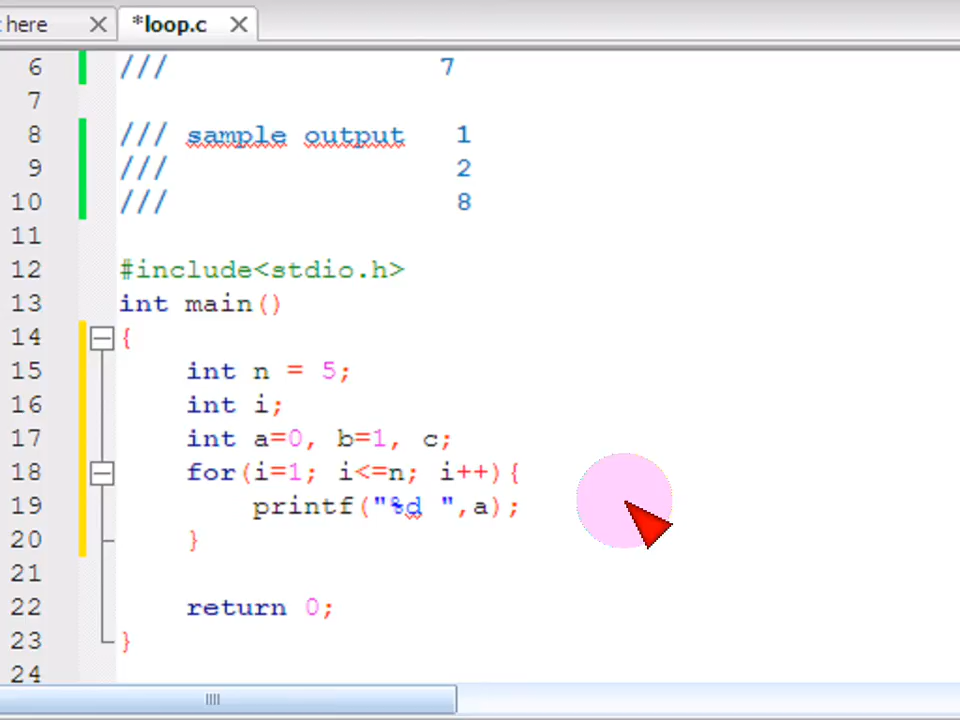 here
*loop.c
6 /// 7
7
8 /// sample output 1
9 /// 2
10 /// 8
11
12 #include<stdio.h>
13 int main()
14 {
15 int n = 5;
16 int i;
17 int a=0, b=1, c;
18 for(i=1; i<=n; i++){
19 printf("%d ",a);
20 }
21
22 return 0;
23 }
24